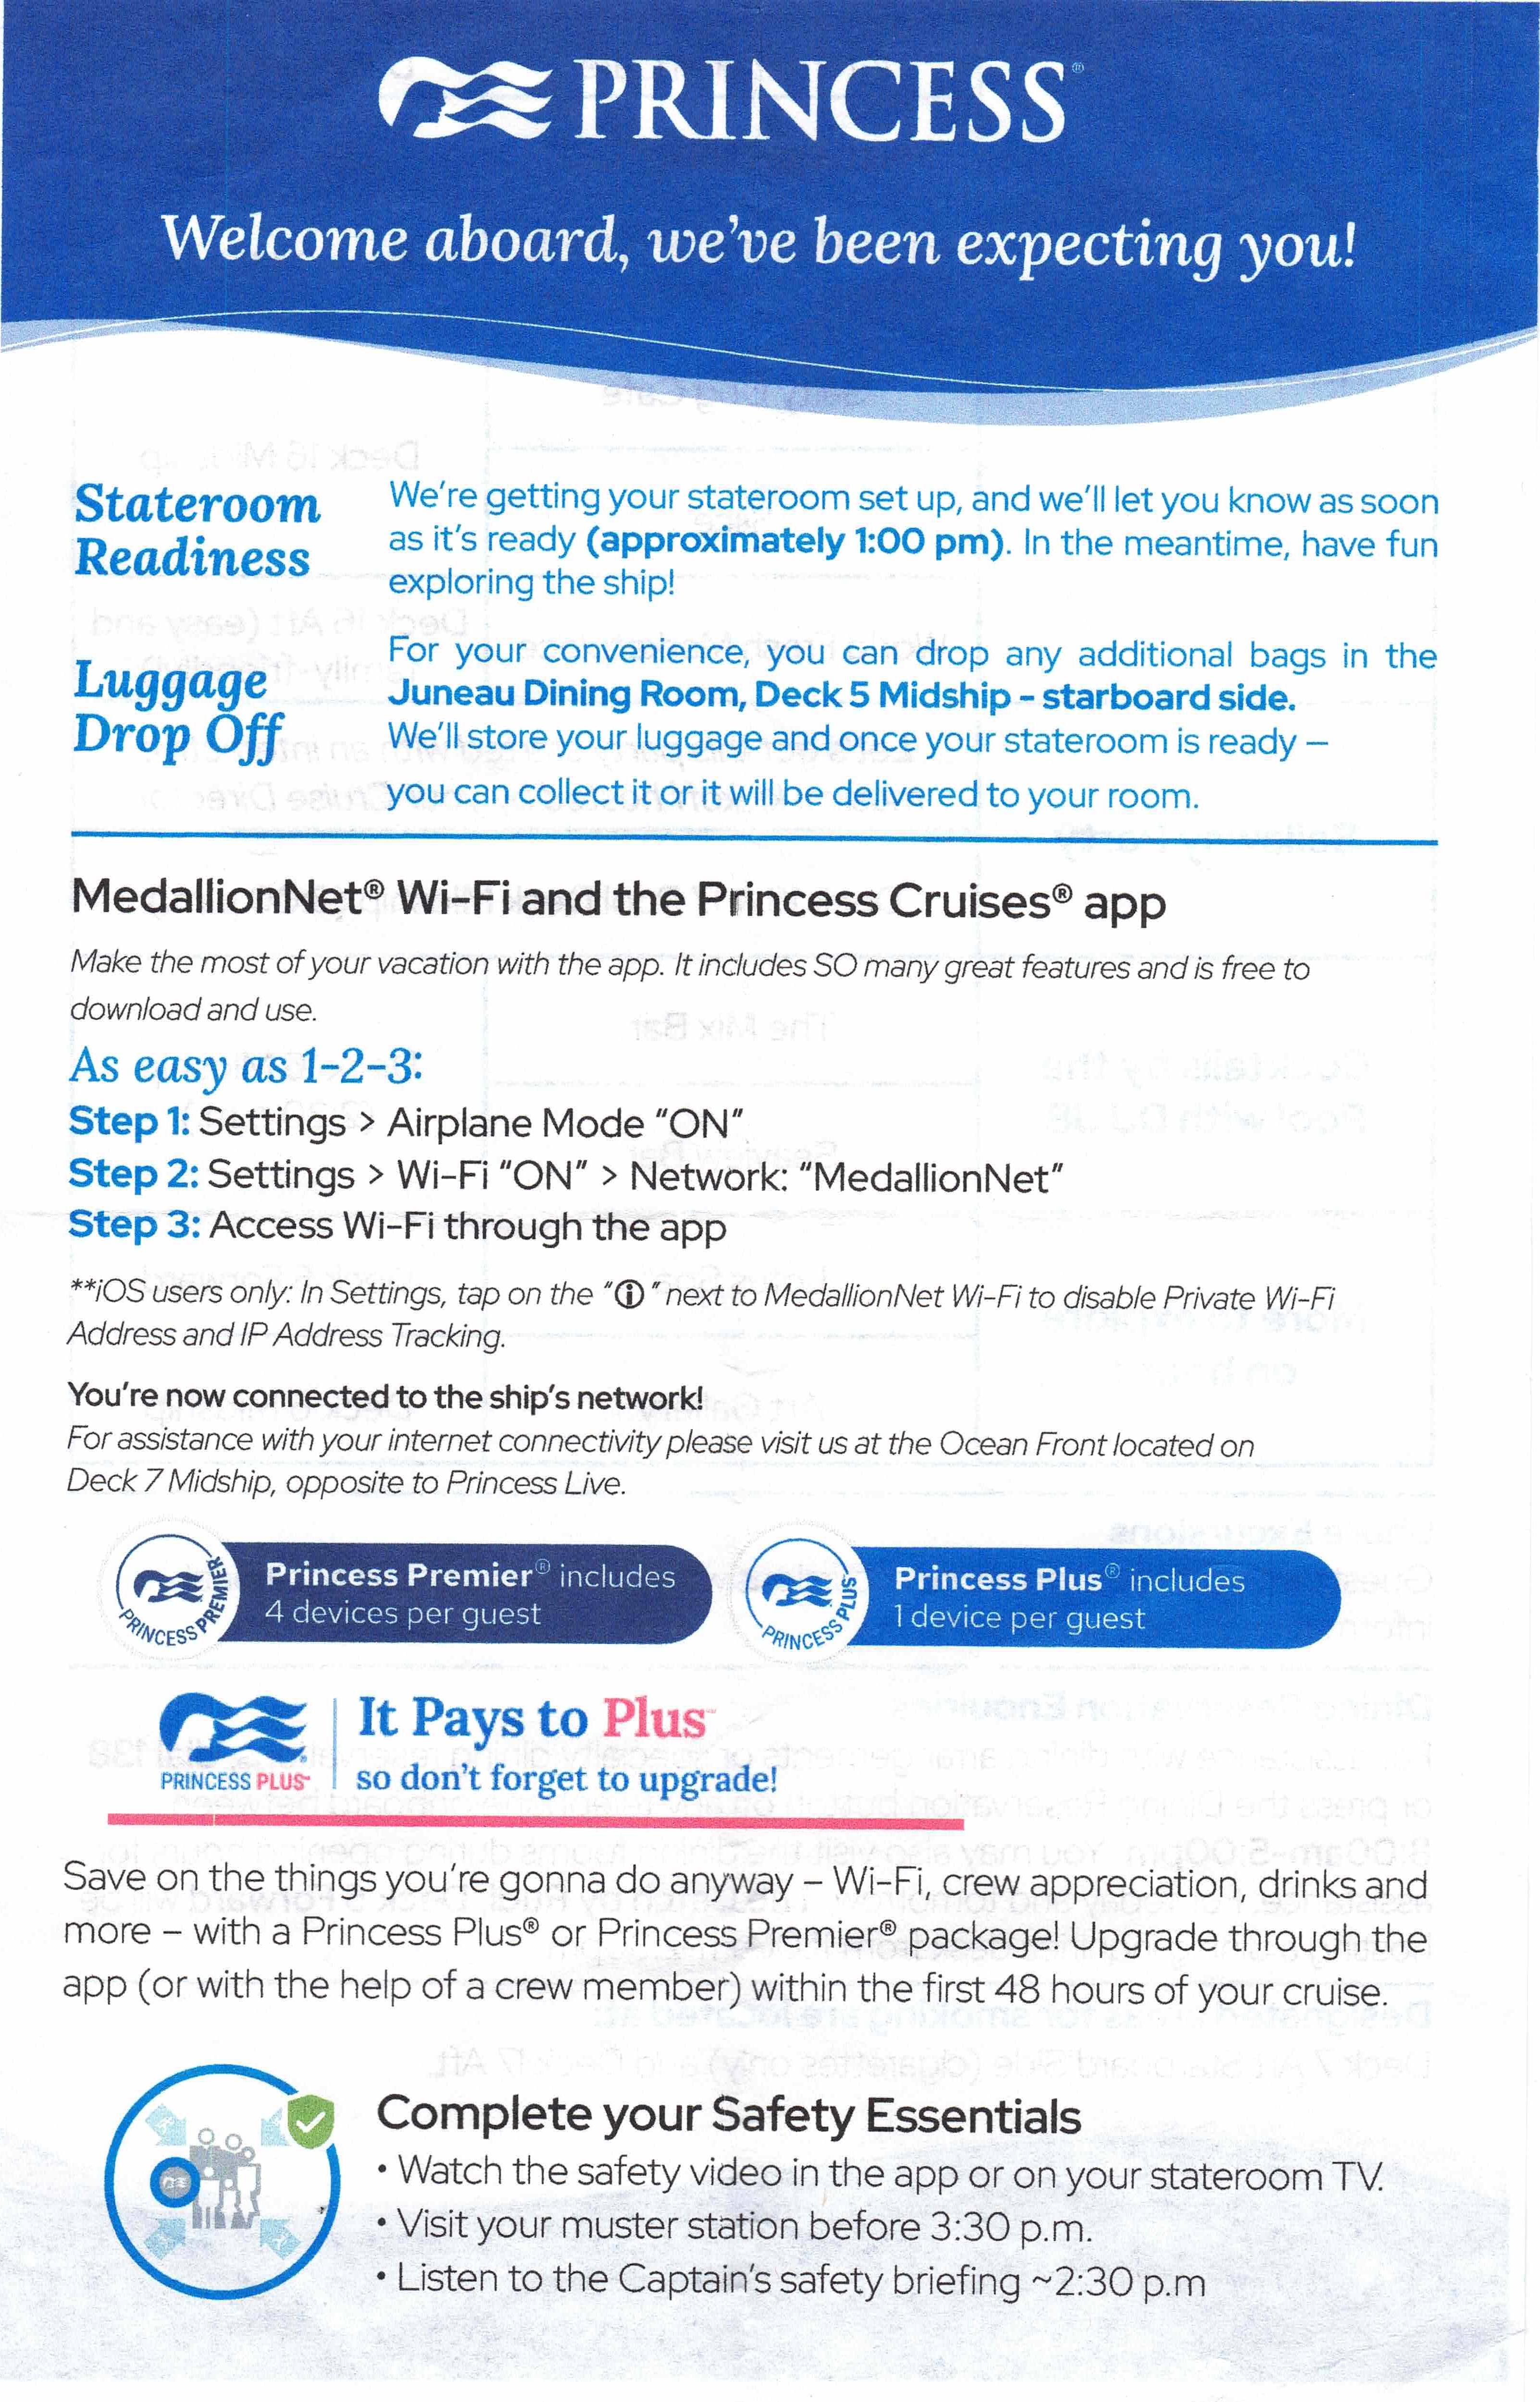 PRINCESS®
Welcome aboard, we've been expecting you!
Stateroom
Readiness
We're getting your stateroom set up, and we'll let you know as soon
as it's ready (approximately 1:00 pm). In the meantime, have fun
exploring the ship!
Luggage
Drop Off
For your convenience, you can drop any additional bags in the
Juneau Dining Room, Deck 5 Midship – starboard side.
We'll store your luggage and once your stateroom is ready –
you can collect it or it will be delivered to your room.
MedallionNet® Wi-Fi and the Princess Cruises® app
Make the most of your vacation with the app. It includes SO many great features and is free to
download and use.
As easy as 1-2-3:
Step 1: Settings > Airplane Mode "ON"
Step 2: Settings > Wi-Fi "ON" > Network: "MedallionNet"
Step 3: Access Wi-Fi through the app
**iOS users only: In Settings, tap on the "ⓘ" next to MedallionNet Wi-Fi to disable Private Wi-Fi
Address and IP Address Tracking.
You're now connected to the ship's network!
For assistance with your internet connectivity please visit us at the Ocean Front located on
Deck 7 Midship, opposite to Princess Live.
PRINCESS PREMIER
Princess Premier® includes
4 devices per guest
PRINCESS PLUS
Princess Plus® includes
1 device per guest
PRINCESS PLUS™
It Pays to Plus™
so don't forget to upgrade!
Save on the things you're gonna do anyway – Wi-Fi, crew appreciation, drinks and
more – with a Princess Plus® or Princess Premier® package! Upgrade through the
app (or with the help of a crew member) within the first 48 hours of your cruise.
Complete your Safety Essentials
• Watch the safety video in the app or on your stateroom TV.
• Visit your muster station before 3:30 p.m.
• Listen to the Captain's safety briefing ~2:30 p.m